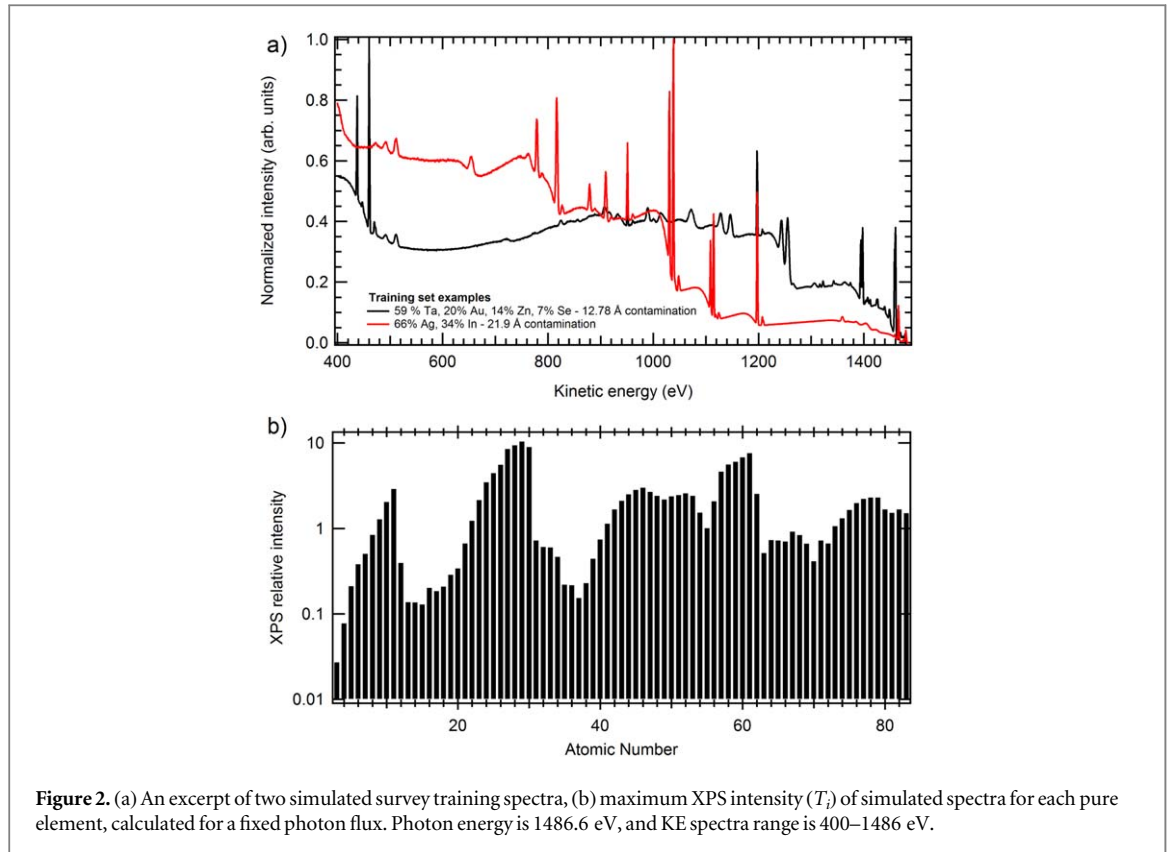 a)
1.0
0.8
0.6
0.4
0.2
0.0
Normalized intensity (arb. units)
Training set examples
59 % Ta, 20% Au, 14% Zn, 7% Se - 12.78 Å contamination
66% Ag, 34% In - 21.9 Å contamination
400 600 800 1000 1200 1400
Kinetic energy (eV)
b)
10
1
0.1
0.01
XPS relative intensity
20 40 60 80
Atomic Number
Figure 2. (a) An excerpt of two simulated survey training spectra, (b) maximum XPS intensity (Ti) of simulated spectra for each pure
element, calculated for a fixed photon flux. Photon energy is 1486.6 eV, and KE spectra range is 400–1486 eV.